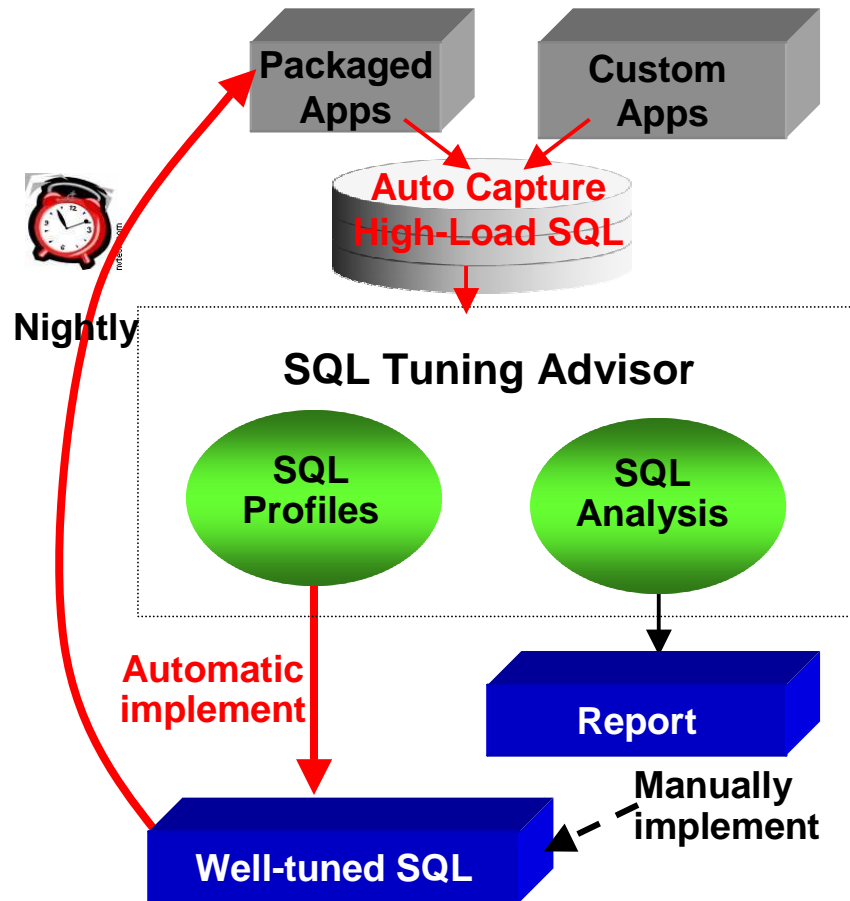 Packaged
Apps
Custom
Apps
Auto Capture
High-Load SQL
Nightly
SQL Tuning Advisor
SQL
Profiles
SQL
Analysis
Automatic
implement
Report
Manually
implement
Well-tuned SQL